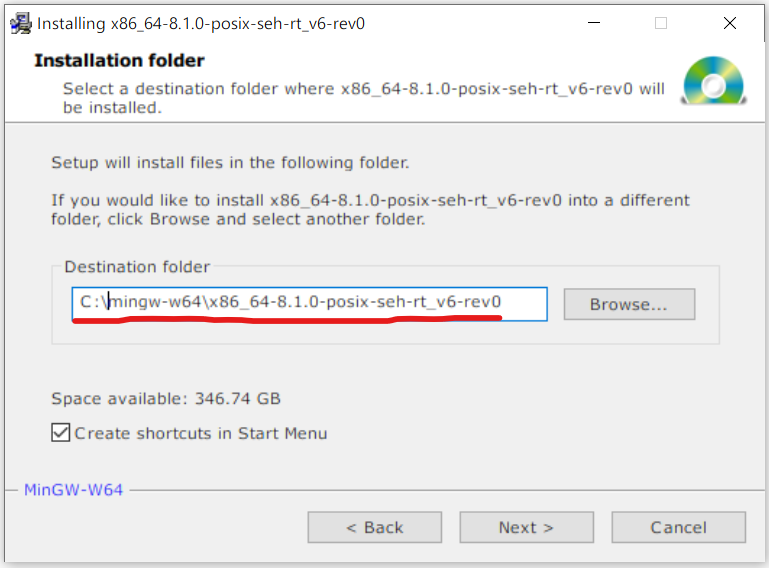 Installing x86_64-8.1.0-posix-seh-rt_v6-rev0
Installation folder
Select a destination folder where x86_64-8.1.0-posix-seh-rt_v6-rev0 will
be installed.
Setup will install files in the following folder.
If you would like to install x86_64-8.1.0-posix-seh-rt_v6-rev0 into a different
folder, click Browse and select another folder.
Destination folder
C:\mingw-w64\x86_64-8.1.0-posix-seh-rt_v6-rev0
Browse...
Space available: 346.74 GB
Create shortcuts in Start Menu
MinGW-W64
< Back
Next >
Cancel